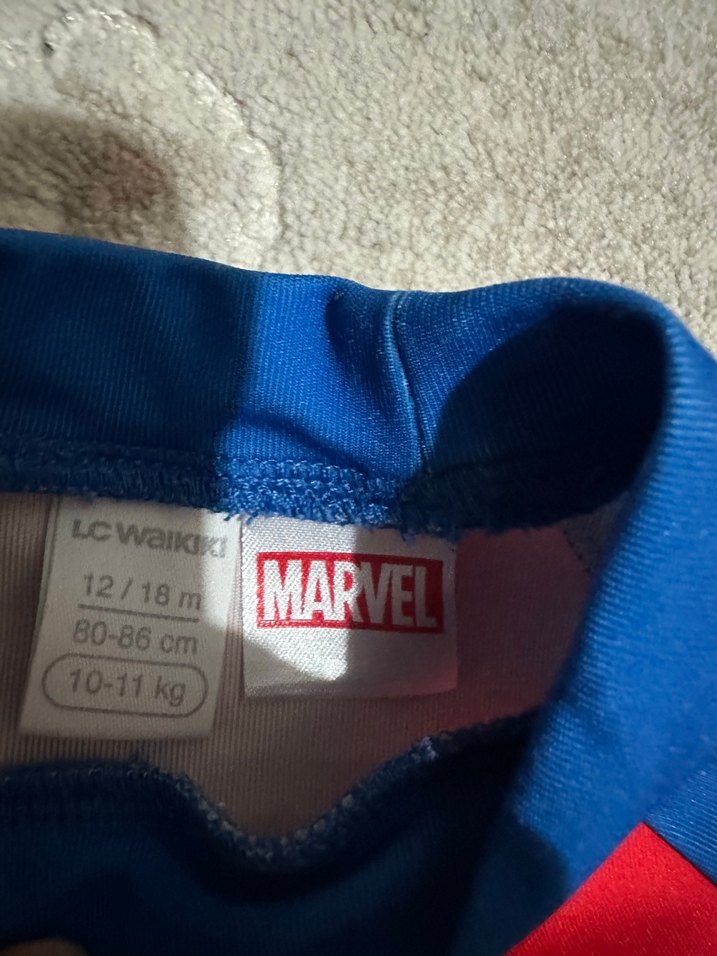 LC WAIKIKI
12 / 18 m
80-86 cm
10-11 kg
MARVEL